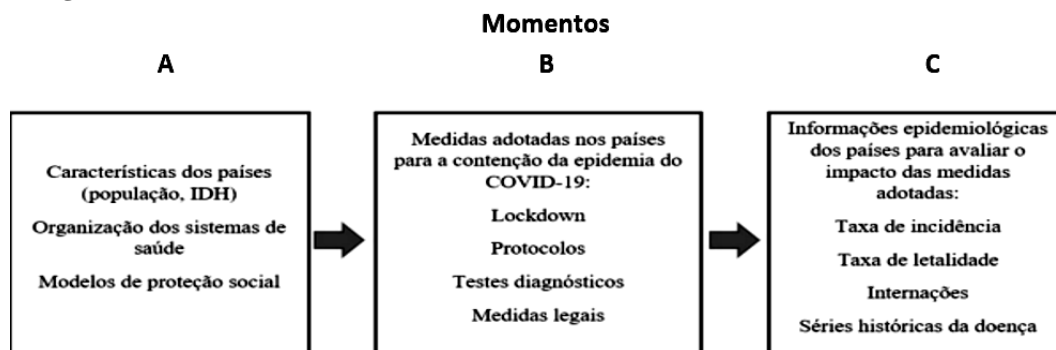 Momentos
A
B
C
Características dos países
(população, IDH)
Organização dos sistemas de
saúde
Modelos de proteção social
Medidas adotadas nos países
para a contenção da epidemia do
COVID-19:
Lockdown
Protocolos
Testes diagnósticos
Medidas legais
Informações epidemiológicas
dos países para avaliar o
impacto das medidas
adotadas:
Taxa de incidência
Taxa de letalidade
Internações
Séries históricas da doença